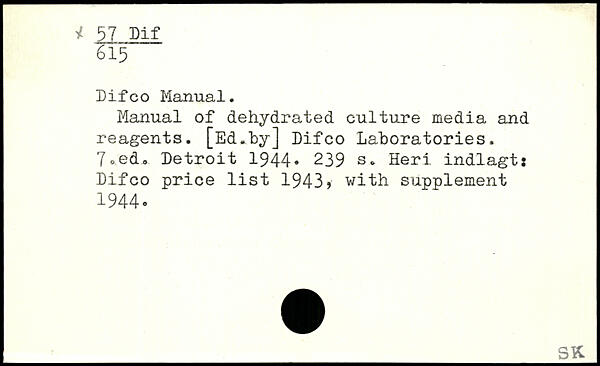 x 57 Dif
615
Difco Manual.
Manual of dehydrated culture media and
reagents. [Ed.by] Difco Laboratories.
7.ed. Detroit 1944. 239 s. Heri indlagt:
Difco price list 1943, with supplement
1944.
SK